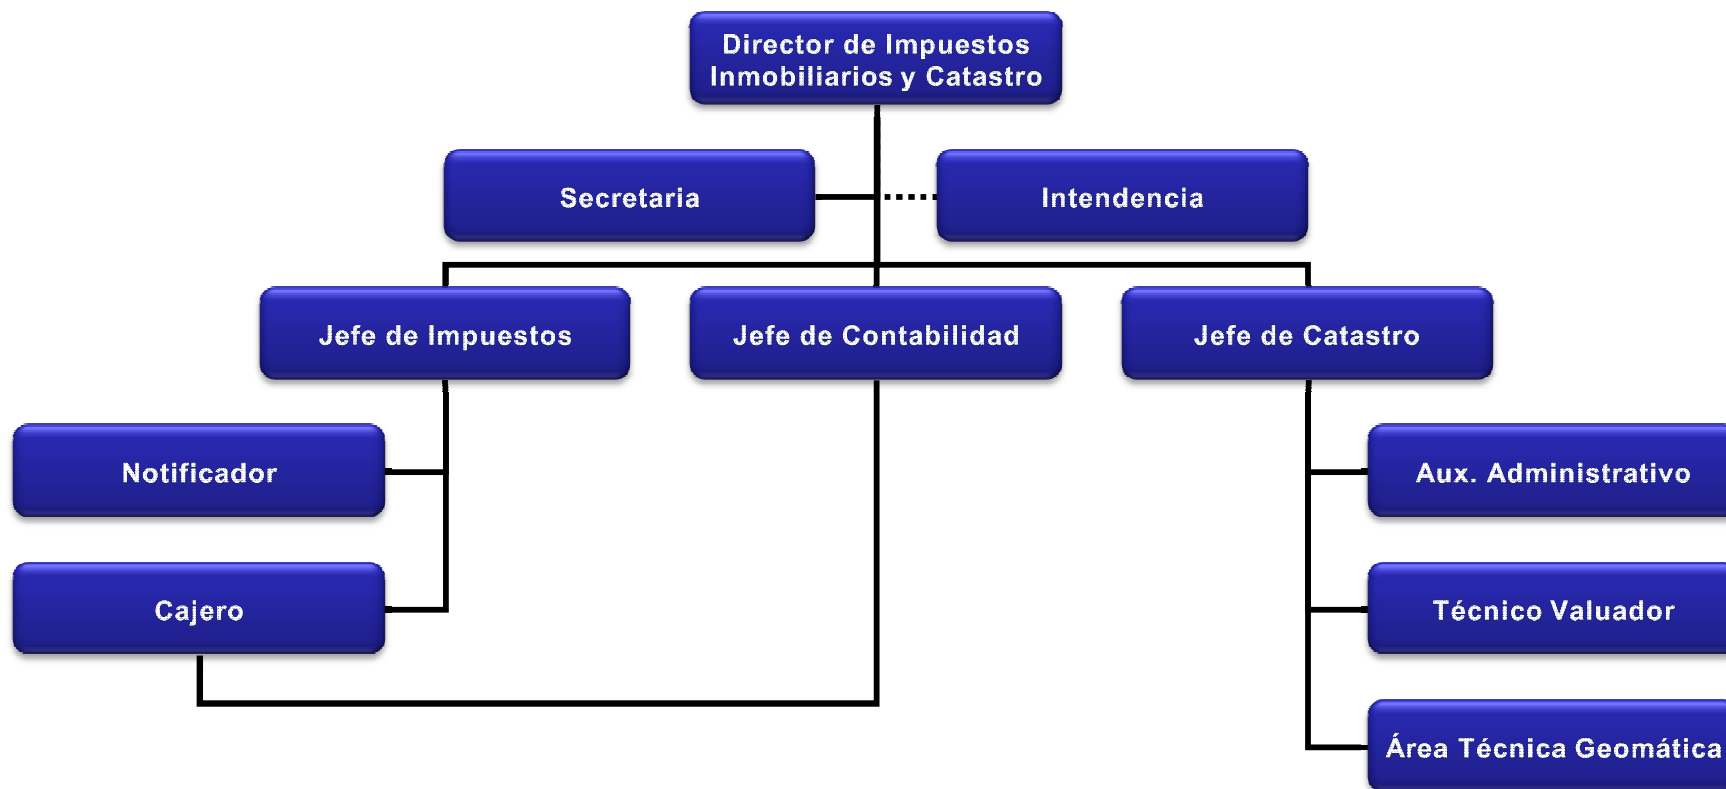 Director de Impuestos
Inmobiliarios y Catastro
Secretaria
Intendencia
Jefe de Impuestos
Jefe de Contabilidad
Jefe de Catastro
Notificador
Aux. Administrativo
Cajero
Técnico Valuador
Área Técnica Geomática